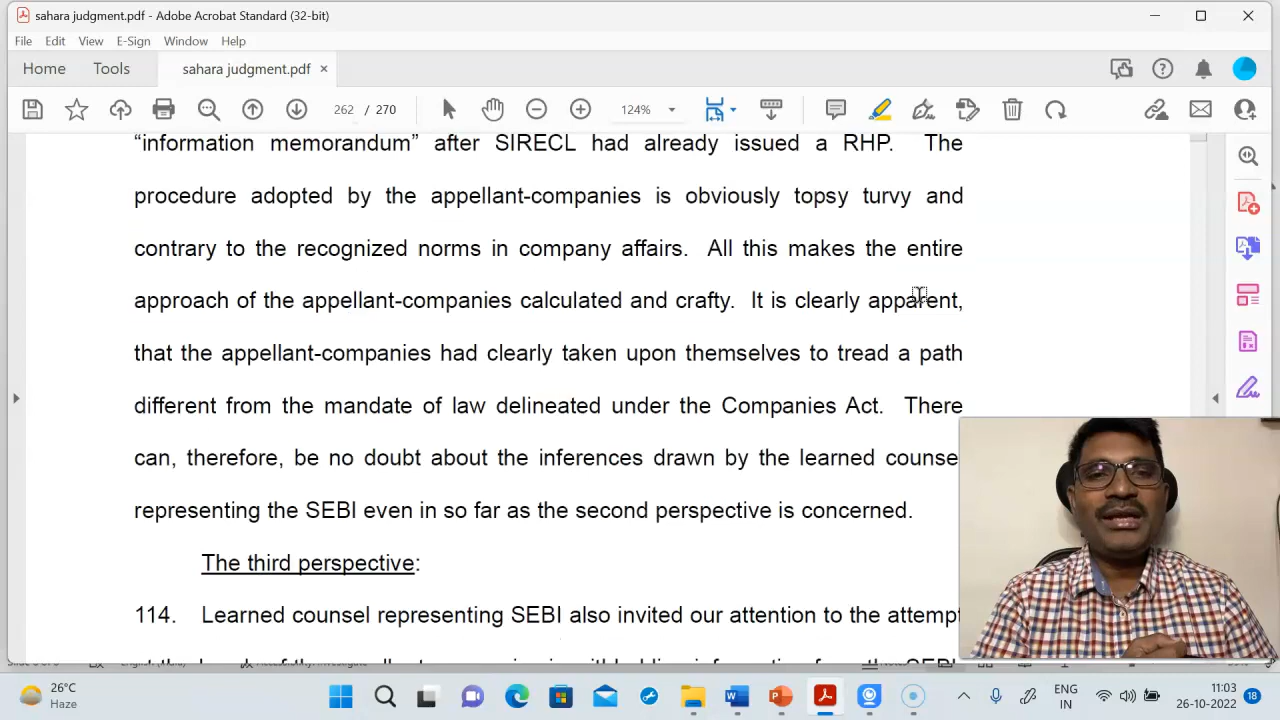 sahara judgment.pdf - Adobe Acrobat Standard (32-bit)
File Edit View E-Sign Window Help
Home Tools sahara judgment.pdf ×
262 / 270 124%
“information memorandum” after SIRECL had already issued a RHP. The
procedure adopted by the appellant-companies is obviously topsy turvy and
contrary to the recognized norms in company affairs. All this makes the entire
approach of the appellant-companies calculated and crafty. It is clearly apparent,
that the appellant-companies had clearly taken upon themselves to tread a path
different from the mandate of law delineated under the Companies Act. There
can, therefore, be no doubt about the inferences drawn by the learned counse
representing the SEBI even in so far as the second perspective is concerned.
The third perspective:
114. Learned counsel representing SEBI also invited our attention to the attempt
26°C
Haze
ENG
IN
11:03
26-10-2022
18